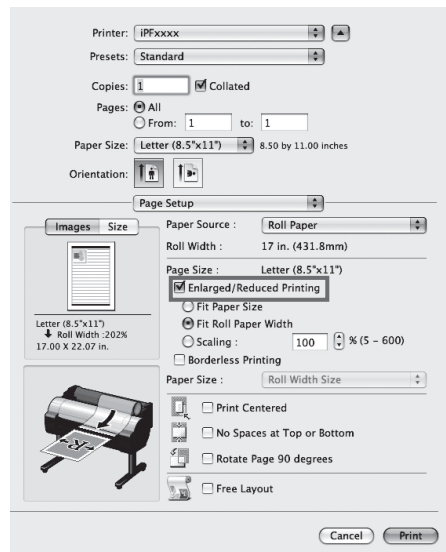 Printer: iPFxxxx
Presets: Standard
Copies: 1 Collated
Pages: All
From: 1 to: 1
Paper Size: Letter (8.5"x11") 8.50 by 11.00 inches
Orientation:
Page Setup
Images Size
Paper Source : Roll Paper
Roll Width : 17 in. (431.8mm)
Page Size : Letter (8.5"x11")
Enlarged/Reduced Printing
Fit Paper Size
Fit Roll Paper Width
Scaling : 100 % (5 - 600)
Borderless Printing
Paper Size : Roll Width Size
Letter (8.5"x11")
Roll Width :202%
17.00 X 22.07 in.
Print Centered
No Spaces at Top or Bottom
Rotate Page 90 degrees
Free Layout
Cancel Print